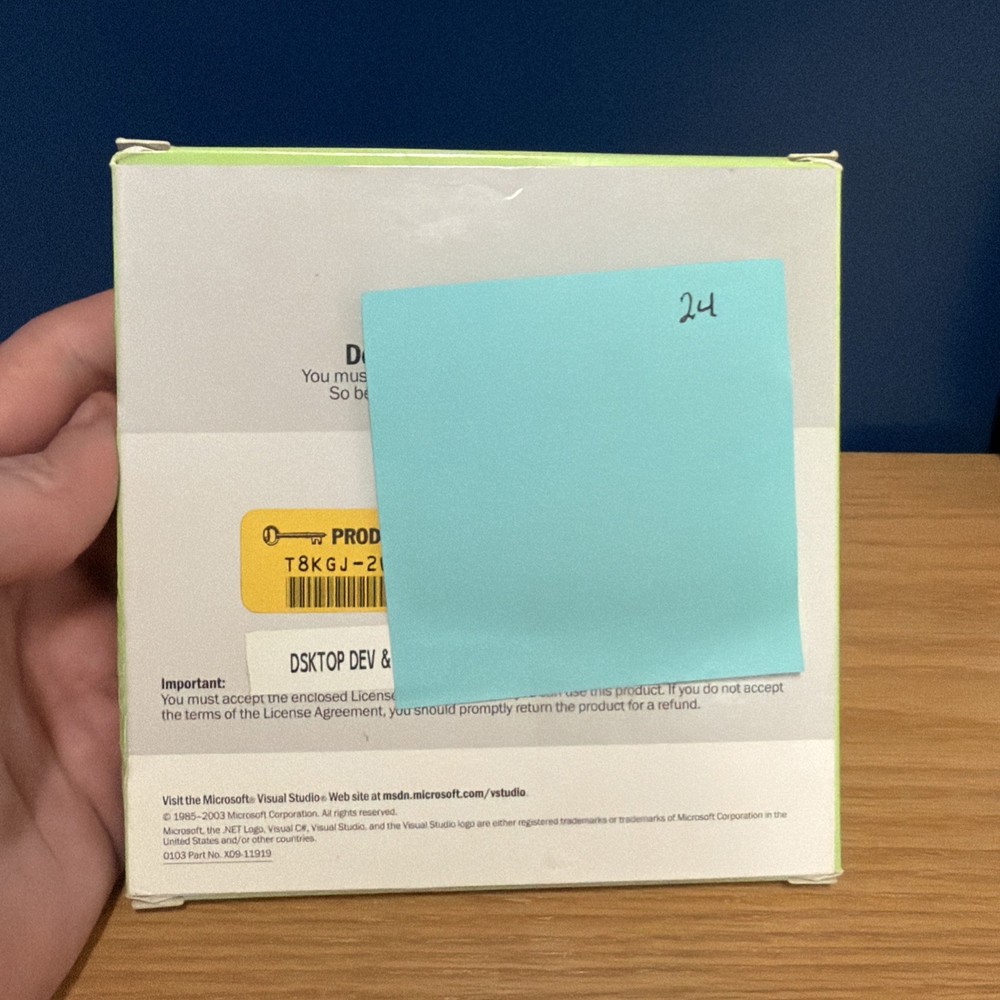 24
D
You mus
So be
PROD
T8KGJ-2
DSKTOP DEV &
Important:
You must accept the enclosed License use this product. If you do not accept
the terms of the License Agreement, you should promptly return the product for a refund.
Visit the Microsoft® Visual Studio® Web site at msdn.microsoft.com/vstudio.
© 1985–2003 Microsoft Corporation. All rights reserved.
Microsoft, the .NET Logo, Visual C#, Visual Studio, and the Visual Studio logo are either registered trademarks or trademarks of Microsoft Corporation in the
United States and/or other countries.
0103 Part No. X09-11919